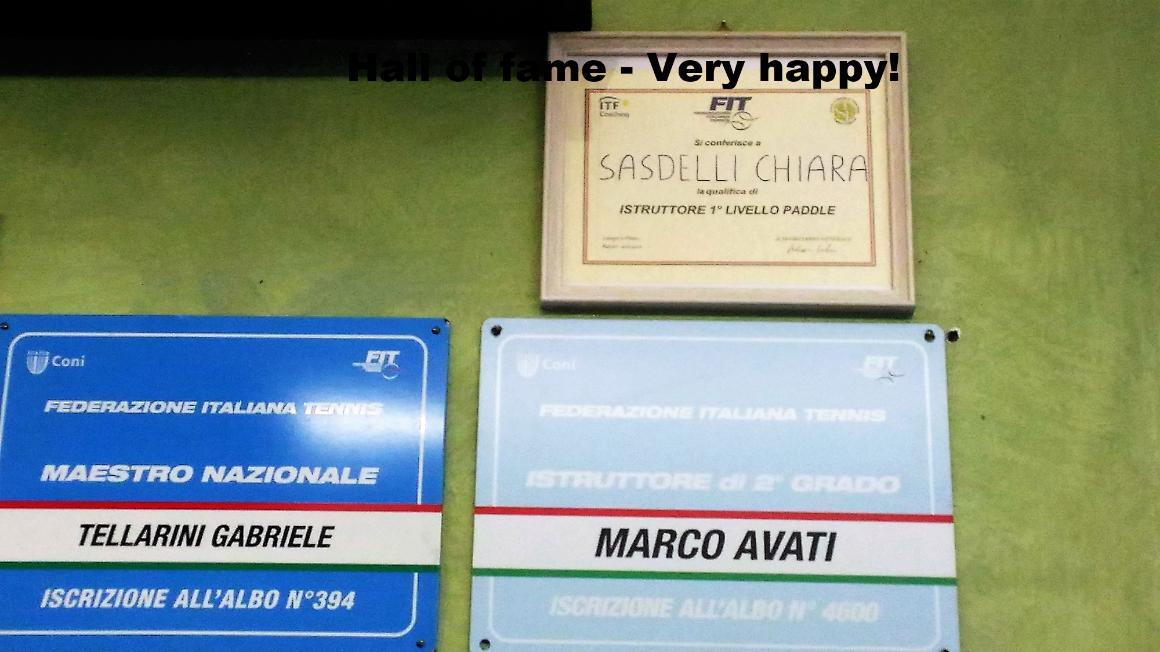 Hall of fame - Very happy!
ITF
Coaching
FIT
Si conferisce a
SASDELLI CHIARA
la qualifica di
ISTRUTTORE 1° LIVELLO PADDLE
Coni
FIT
FEDERAZIONE ITALIANA TENNIS
MAESTRO NAZIONALE
TELLARINI GABRIELE
ISCRIZIONE ALL'ALBO N°394
Coni
FIT
FEDERAZIONE ITALIANA TENNIS
ISTRUTTORE di 2° GRADO
MARCO AVATI
ISCRIZIONE ALL'ALBO N° 4600